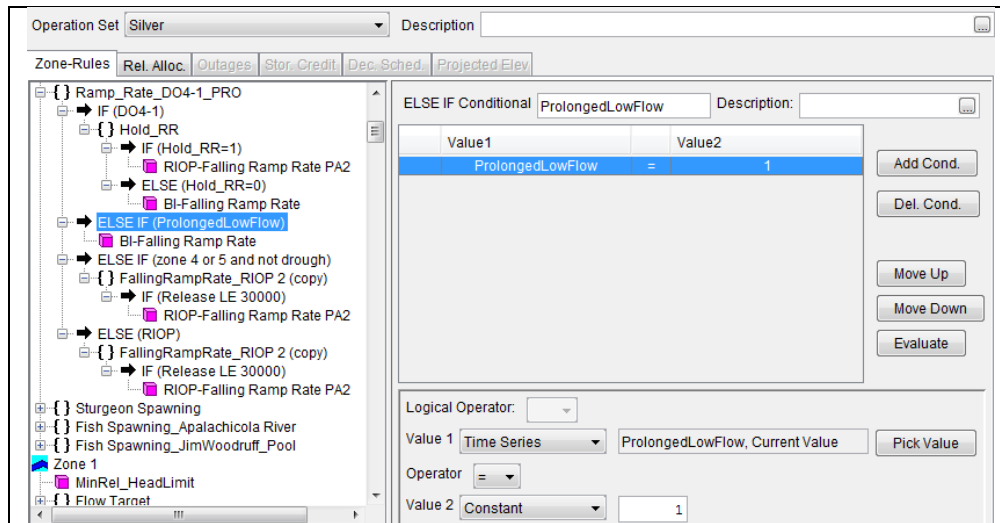 Operation Set Silver Description ...
Zone-Rules Rel. Alloc. Outages Stor. Credit Dec. Sched. Projected Elev
{ } Ramp_Rate_DO4-1_PRO
IF (DO4-1)
{ } Hold_RR
IF (Hold_RR=1)
RIOP-Falling Ramp Rate PA2
ELSE (Hold_RR=0)
BI-Falling Ramp Rate
ELSE IF (ProlongedLowFlow)
BI-Falling Ramp Rate
ELSE IF (zone 4 or 5 and not drough)
{ } FallingRampRate_RIOP 2 (copy)
IF (Release LE 30000)
RIOP-Falling Ramp Rate PA2
ELSE (RIOP)
{ } FallingRampRate_RIOP 2 (copy)
IF (Release LE 30000)
RIOP-Falling Ramp Rate PA2
{ } Sturgeon Spawning
{ } Fish Spawning_Apalachicola River
{ } Fish Spawning_JimWoodruff_Pool
Zone 1
MinRel_HeadLimit
{ } Flow Target
ELSE IF Conditional ProlongedLowFlow Description: ...
Value1 Value2
ProlongedLowFlow = 1
Add Cond.
Del. Cond.
Move Up
Move Down
Evaluate
Logical Operator:
Value 1 Time Series ProlongedLowFlow, Current Value Pick Value
Operator =
Value 2 Constant 1